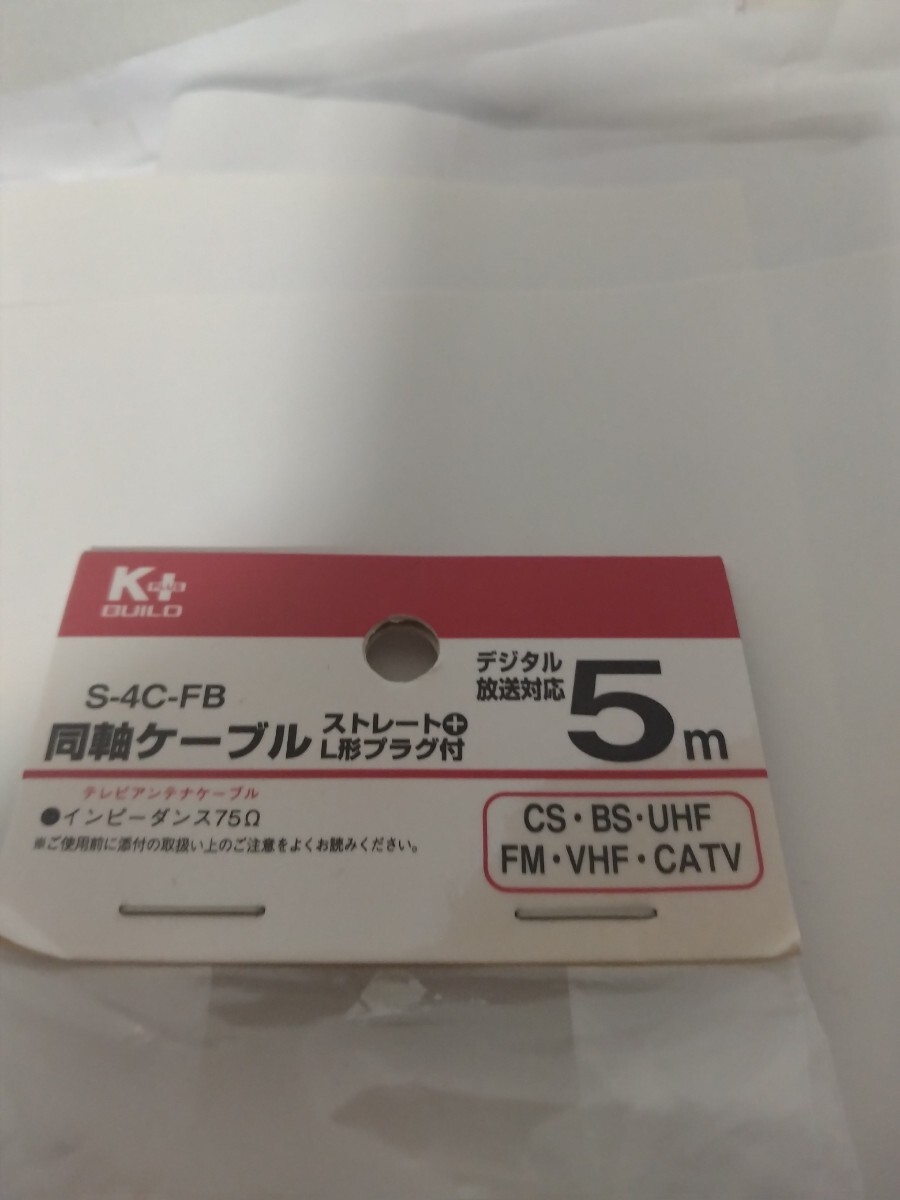 K+
PLUS
BUILD
S-4C-FB
同軸ケーブル
ストレート+
L形プラグ付
デジタル
放送対応
5m
テレビアンテナケーブル
●インピーダンス75Ω
※ご使用前に添付の取扱い上のご注意をよくお読みください。
CS・BS・UHF
FM・VHF・CATV